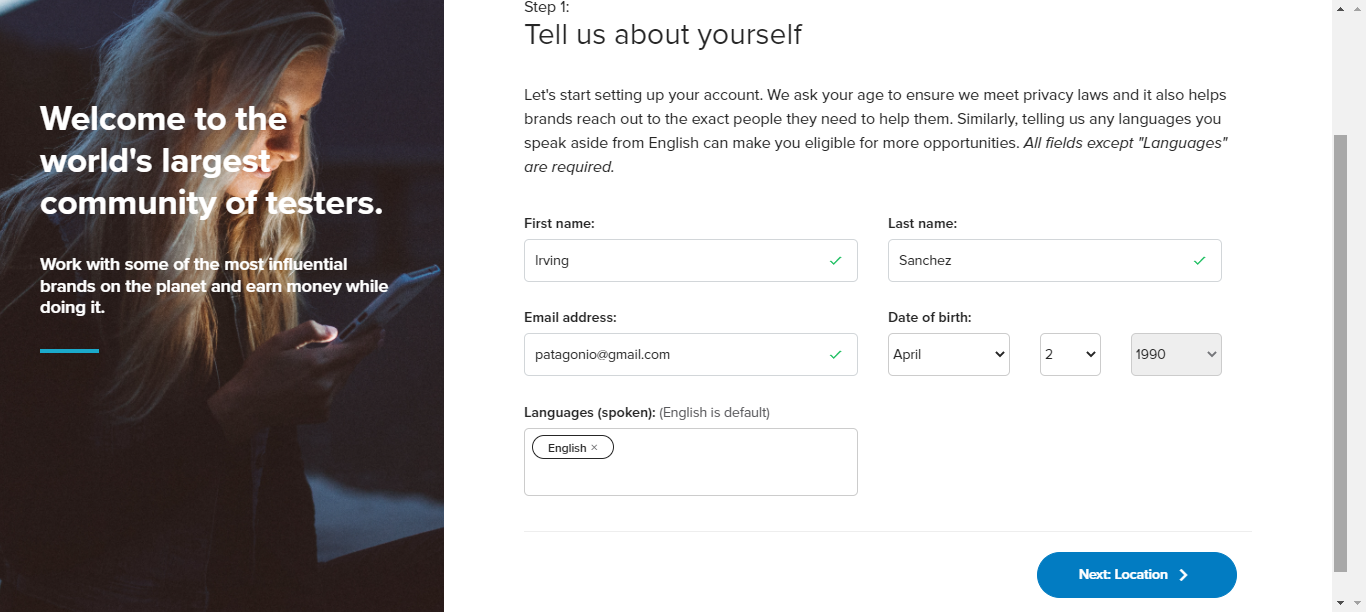 Welcome to the
world's largest
community of testers.
Work with some of the most influential
brands on the planet and earn money while
doing it.
Step 1:
Tell us about yourself
Let's start setting up your account. We ask your age to ensure we meet privacy laws and it also helps
brands reach out to the exact people they need to help them. Similarly, telling us any languages you
speak aside from English can make you eligible for more opportunities. All fields except "Languages"
are required.
First name: Last name:
Irving Sanchez
Email address: Date of birth:
patagonio@gmail.com April 2 1990
Languages (spoken): (English is default)
English ×
Next: Location